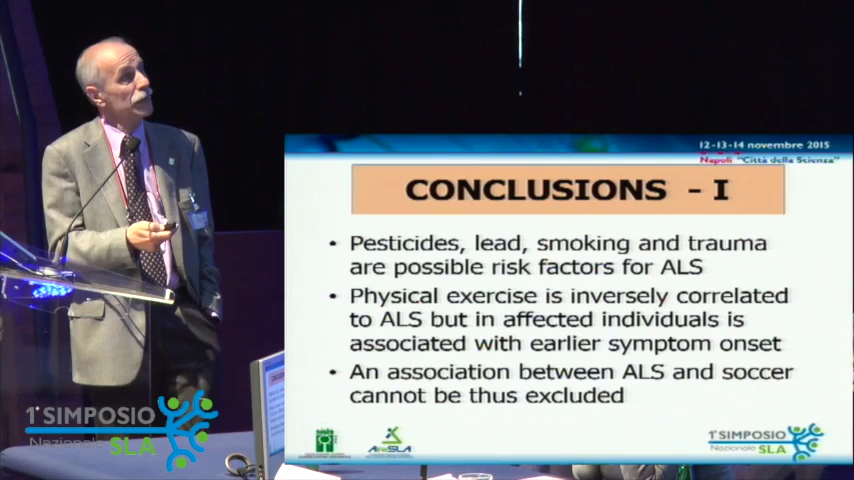 12-13-14 novembre 2015
Napoli "Città della Scienza"
CONCLUSIONS - I
• Pesticides, lead, smoking and trauma
are possible risk factors for ALS
• Physical exercise is inversely correlated
to ALS but in affected individuals is
associated with earlier symptom onset
• An association between ALS and soccer
cannot be thus excluded
1°SIMPOSIO
Nazionale SLA
AriSLA
1°SIMPOSIO
Nazionale SLA